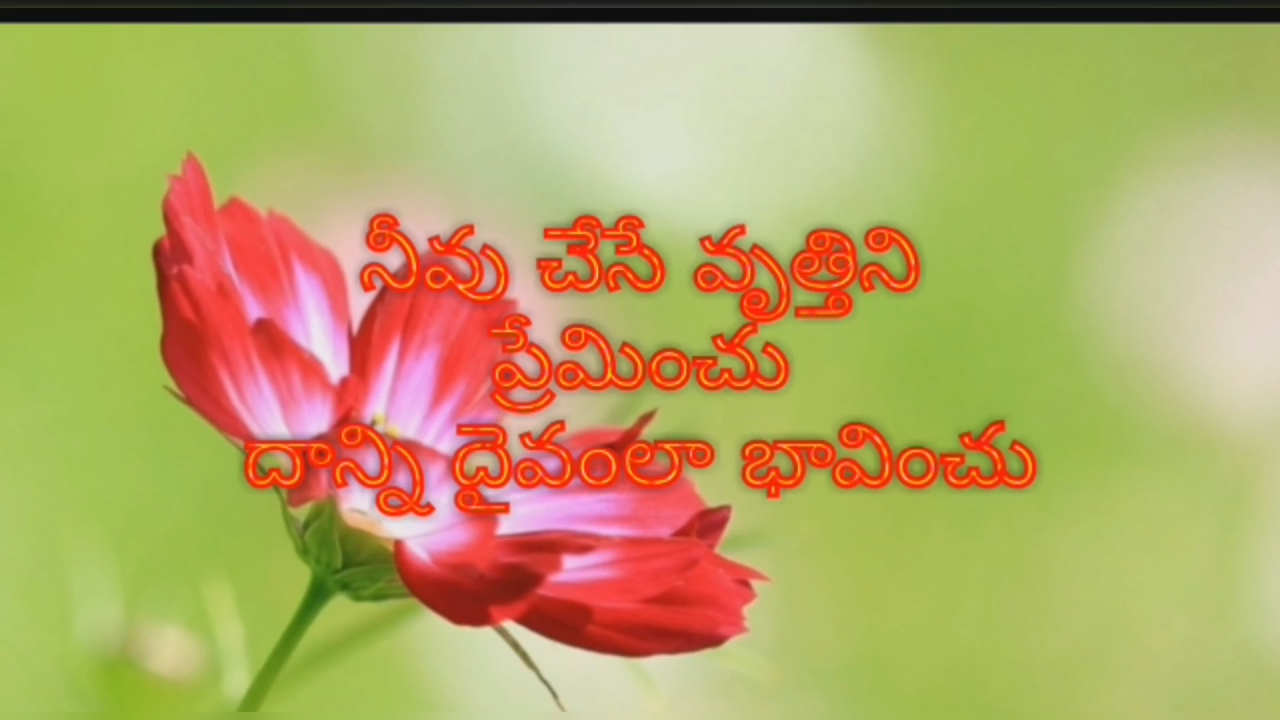 నీవు చేసే వృత్తిని
ప్రేమించు
దాన్ని దైవంలా భావించు